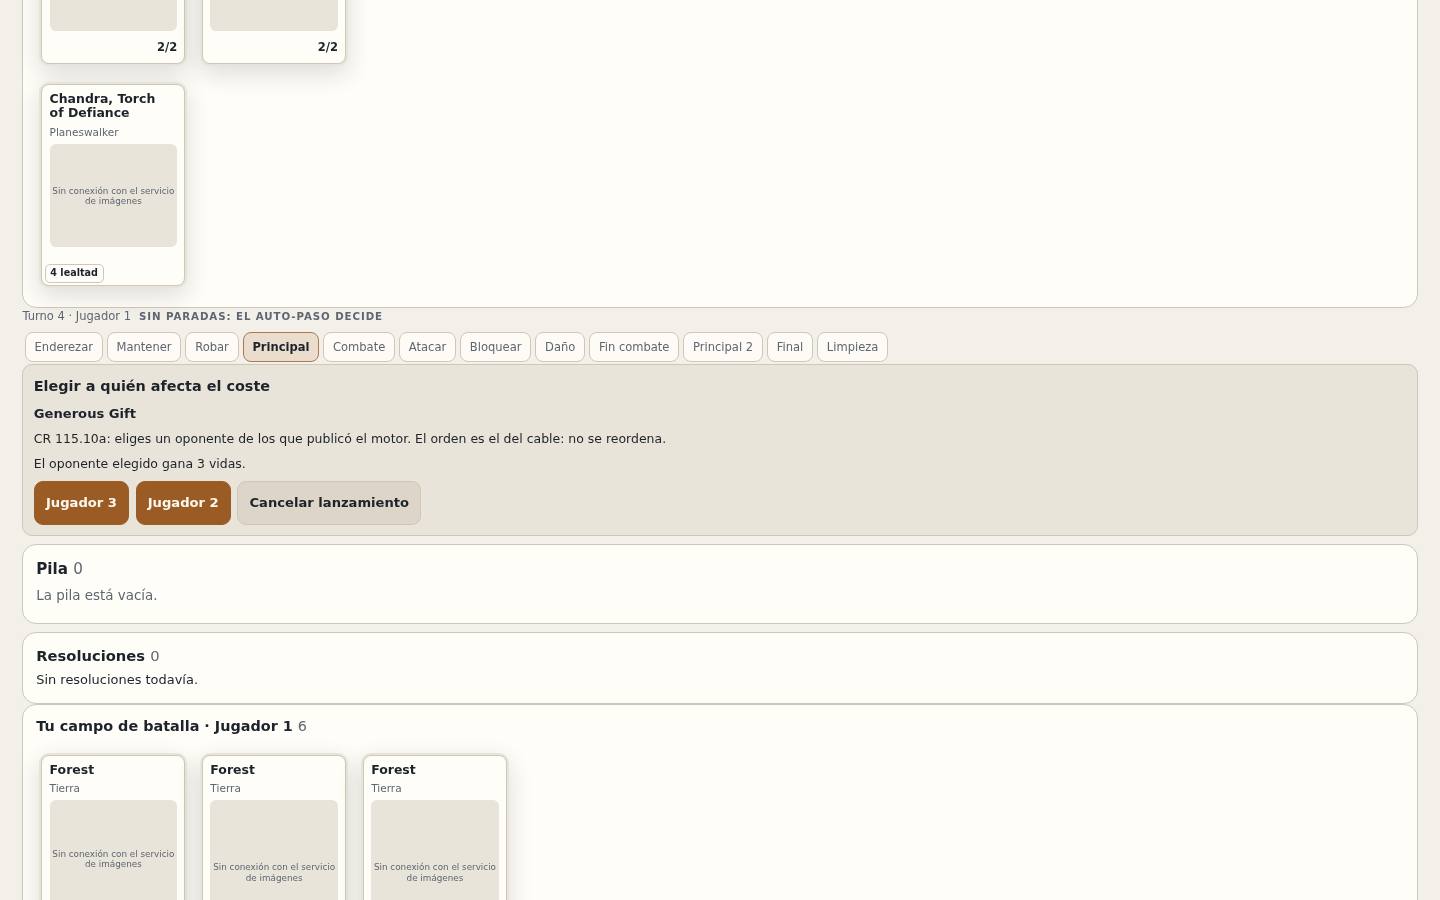 2/2
2/2
Chandra, Torch
of Defiance
Planeswalker
Sin conexión con el servicio
de imágenes
4 lealtad
Turno 4 · Jugador 1 SIN PARADAS: EL AUTO-PASO DECIDE
Enderezar Mantener Robar Principal Combate Atacar Bloquear Daño Fin combate Principal 2 Final Limpieza
Elegir a quién afecta el coste
Generous Gift
CR 115.10a: eliges un oponente de los que publicó el motor. El orden es el del cable: no se reordena.
El oponente elegido gana 3 vidas.
Jugador 3 Jugador 2 Cancelar lanzamiento
Pila 0
La pila está vacía.
Resoluciones 0
Sin resoluciones todavía.
Tu campo de batalla · Jugador 1 6
Forest
Tierra
Sin conexión con el servicio
de imágenes
Forest
Tierra
Sin conexión con el servicio
de imágenes
Forest
Tierra
Sin conexión con el servicio
de imágenes